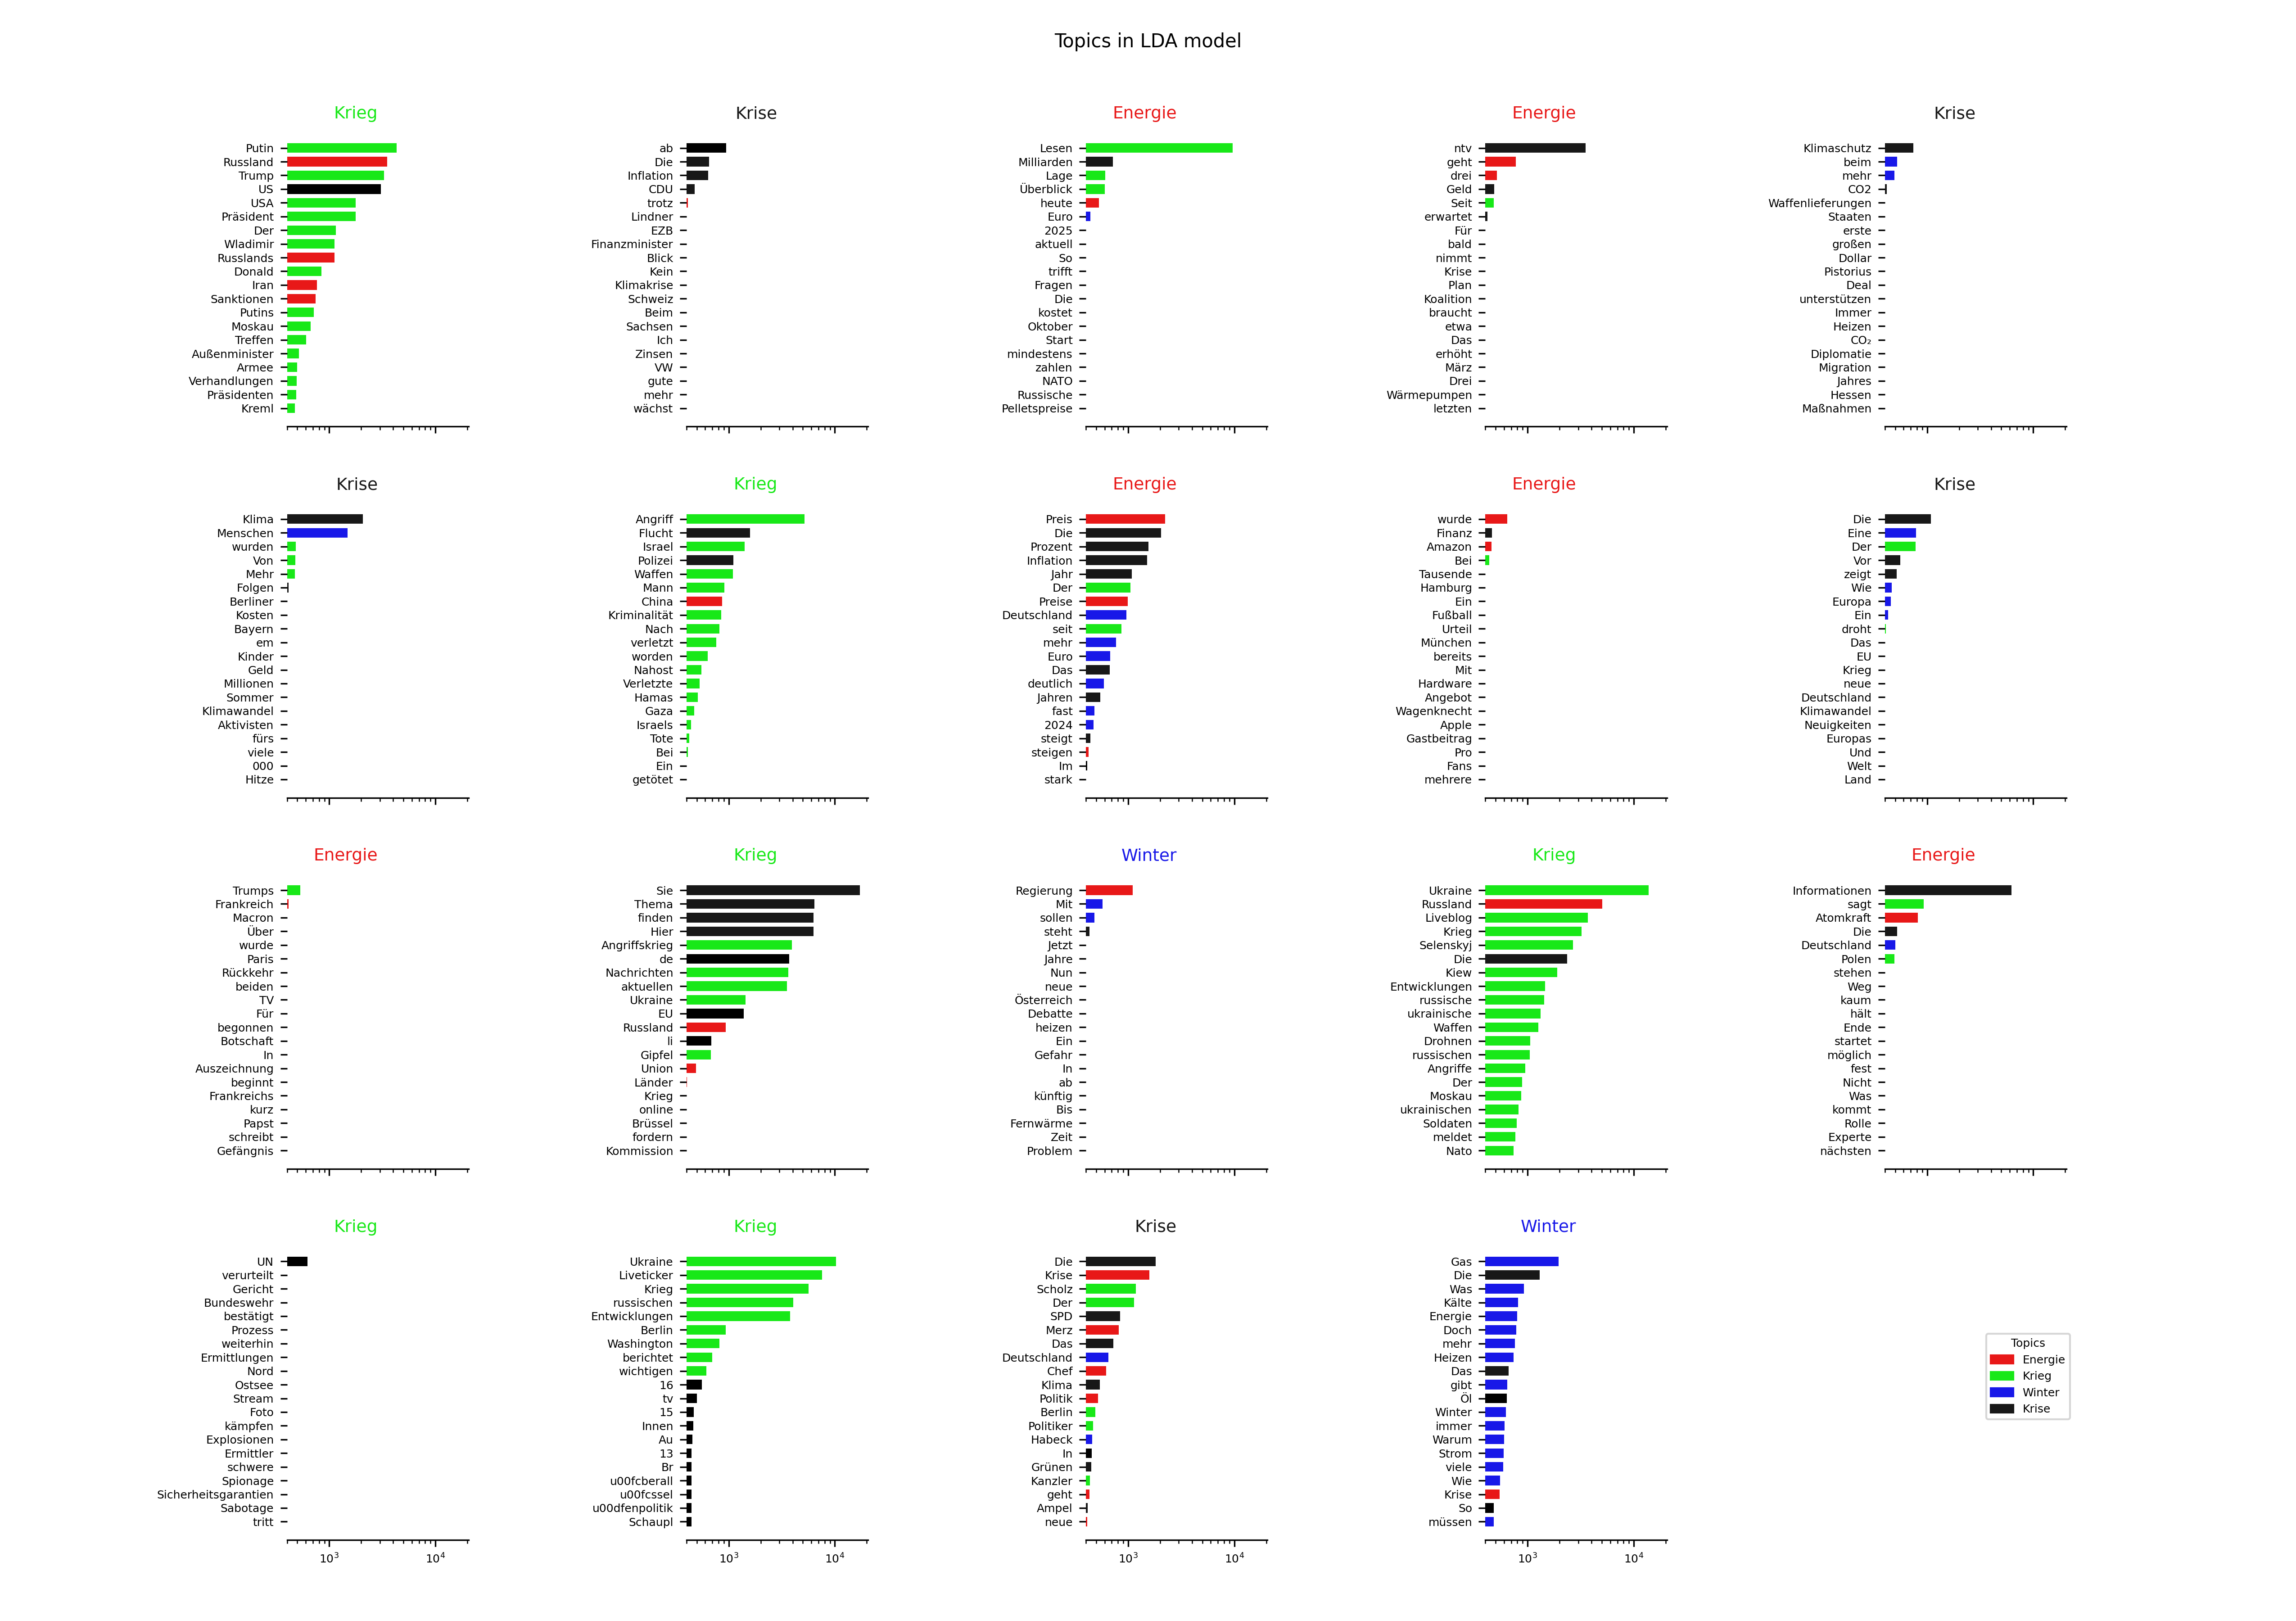 Topics in LDA model
Krieg
Putin
Russland
Trump
US
USA
Präsident
Der
Wladimir
Russlands
Donald
Iran
Sanktionen
Putins
Moskau
Treffen
Außenminister
Armee
Verhandlungen
Präsidenten
Kreml
Krise
ab
Die
Inflation
CDU
trotz
Lindner
EZB
Finanzminister
Blick
Kein
Klimakrise
Schweiz
Beim
Sachsen
Ich
Zinsen
VW
gute
mehr
wächst
Energie
Lesen
Milliarden
Lage
Überblick
heute
Euro
2025
aktuell
So
trifft
Fragen
Die
kostet
Oktober
Start
mindestens
zahlen
NATO
Russische
Pelletspreise
Energie
ntv
geht
drei
Geld
Seit
erwartet
Für
bald
nimmt
Krise
Plan
Koalition
braucht
etwa
Das
erhöht
März
Drei
Wärmepumpen
letzten
Krise
Klimaschutz
beim
mehr
CO2
Waffenlieferungen
Staaten
erste
großen
Dollar
Pistorius
Deal
unterstützen
Immer
Heizen
CO₂
Diplomatie
Migration
Jahres
Hessen
Maßnahmen
Krise
Klima
Menschen
wurden
Von
Mehr
Folgen
Berliner
Kosten
Bayern
em
Kinder
Geld
Millionen
Sommer
Klimawandel
Aktivisten
fürs
viele
000
Hitze
Krieg
Angriff
Flucht
Israel
Polizei
Waffen
Mann
China
Kriminalität
Nach
verletzt
worden
Nahost
Verletzte
Hamas
Gaza
Israels
Tote
Bei
Ein
getötet
Energie
Preis
Die
Prozent
Inflation
Jahr
Der
Preise
Deutschland
seit
mehr
Euro
Das
deutlich
Jahren
fast
2024
steigt
steigen
Im
stark
Energie
wurde
Finanz
Amazon
Bei
Tausende
Hamburg
Ein
Fußball
Urteil
München
bereits
Mit
Hardware
Angebot
Wagenknecht
Apple
Gastbeitrag
Pro
Fans
mehrere
Krise
Die
Eine
Der
Vor
zeigt
Wie
Europa
Ein
droht
Das
EU
Krieg
neue
Deutschland
Klimawandel
Neuigkeiten
Europas
Und
Welt
Land
Energie
Trumps
Frankreich
Macron
Über
wurde
Paris
Rückkehr
beiden
TV
Für
begonnen
Botschaft
In
Auszeichnung
beginnt
Frankreichs
kurz
Papst
schreibt
Gefängnis
Krieg
Sie
Thema
finden
Hier
Angriffskrieg
de
Nachrichten
aktuellen
Ukraine
EU
Russland
li
Gipfel
Union
Länder
Krieg
online
Brüssel
fordern
Kommission
Winter
Regierung
Mit
sollen
steht
Jetzt
Jahre
Nun
neue
Österreich
Debatte
heizen
Ein
Gefahr
In
ab
künftig
Bis
Fernwärme
Zeit
Problem
Krieg
Ukraine
Russland
Liveblog
Krieg
Selenskyj
Die
Kiew
Entwicklungen
russische
ukrainische
Waffen
Drohnen
russischen
Angriffe
Der
Moskau
ukrainischen
Soldaten
meldet
Nato
Energie
Informationen
sagt
Atomkraft
Die
Deutschland
Polen
stehen
Weg
kaum
hält
Ende
startet
möglich
fest
Nicht
Was
kommt
Rolle
Experte
nächsten
Krieg
UN
verurteilt
Gericht
Bundeswehr
bestätigt
Prozess
weiterhin
Ermittlungen
Nord
Ostsee
Stream
Foto
kämpfen
Explosionen
Ermittler
schwere
Spionage
Sicherheitsgarantien
Sabotage
tritt
10³ 10⁴
Krieg
Ukraine
Liveticker
Krieg
russischen
Entwicklungen
Berlin
Washington
berichtet
wichtigen
16
tv
15
Innen
Au
13
Br
u00fcberall
u00fcssel
u00dfenpolitik
Schaupl
10³ 10⁴
Krise
Die
Krise
Scholz
Der
SPD
Merz
Das
Deutschland
Chef
Klima
Politik
Berlin
Politiker
Habeck
In
Grünen
Kanzler
geht
Ampel
neue
10³ 10⁴
Winter
Gas
Die
Was
Kälte
Energie
Doch
mehr
Heizen
Das
gibt
Öl
Winter
immer
Warum
Strom
viele
Wie
Krise
So
müssen
10³ 10⁴
Topics
Energie
Krieg
Winter
Krise